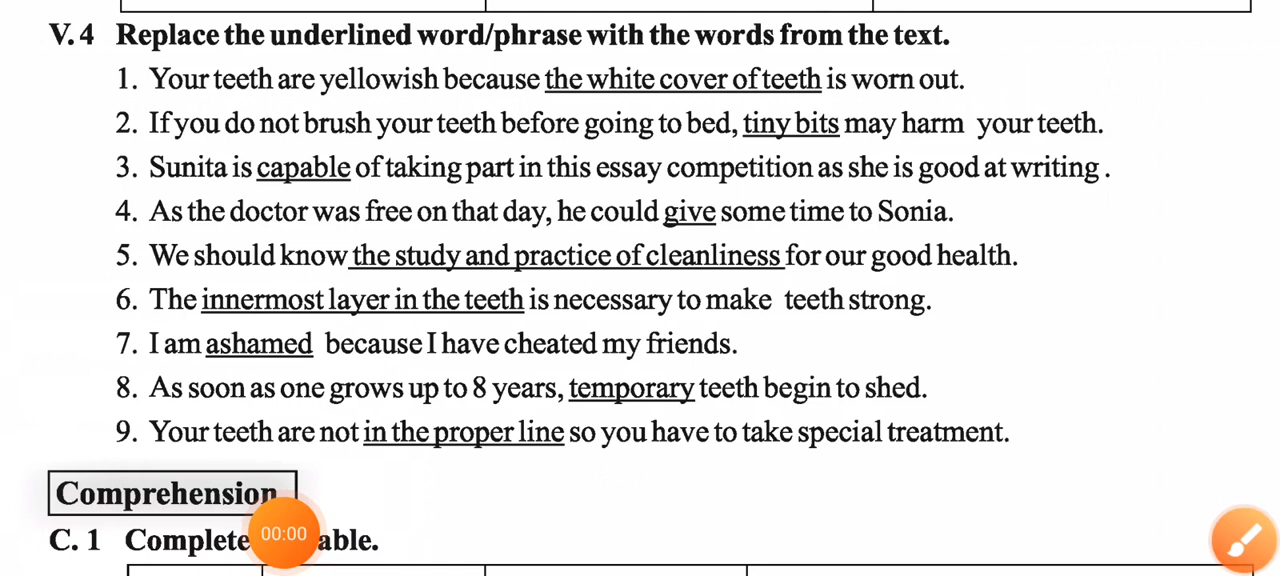 V. 4 Replace the underlined word/phrase with the words from the text.
1. Your teeth are yellowish because the white cover of teeth is worn out.
2. If you do not brush your teeth before going to bed, tiny bits may harm your teeth.
3. Sunita is capable of taking part in this essay competition as she is good at writing .
4. As the doctor was free on that day, he could give some time to Sonia.
5. We should know the study and practice of cleanliness for our good health.
6. The innermost layer in the teeth is necessary to make teeth strong.
7. I am ashamed because I have cheated my friends.
8. As soon as one grows up to 8 years, temporary teeth begin to shed.
9. Your teeth are not in the proper line so you have to take special treatment.
Comprehension
C. 1 Complete able.
00:00